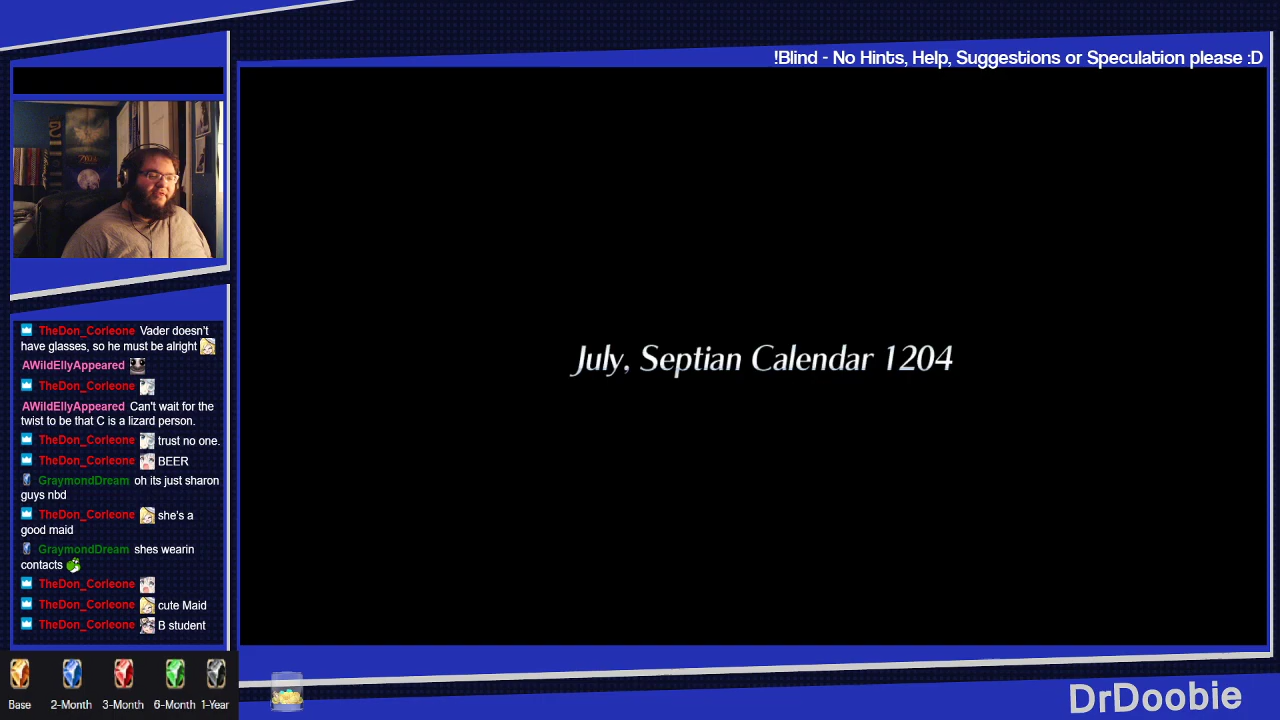 !Blind - No Hints, Help, Suggestions or Speculation please :D
July, Septian Calendar 1204
TheDon_Corleone Vader doesn't
have glasses, so he must be alright
AWildEllyAppeared
TheDon_Corleone
AWildEllyAppeared Can't wait for the
twist to be that C is a lizard person.
TheDon_Corleone trust no one.
TheDon_Corleone BEER
GraymondDream oh its just sharon
guys nbd
TheDon_Corleone she's a
good maid
GraymondDream shes wearin
contacts
TheDon_Corleone
TheDon_Corleone cute Maid
TheDon_Corleone B student
Base 2-Month 3-Month 6-Month 1-Year
DrDoobie